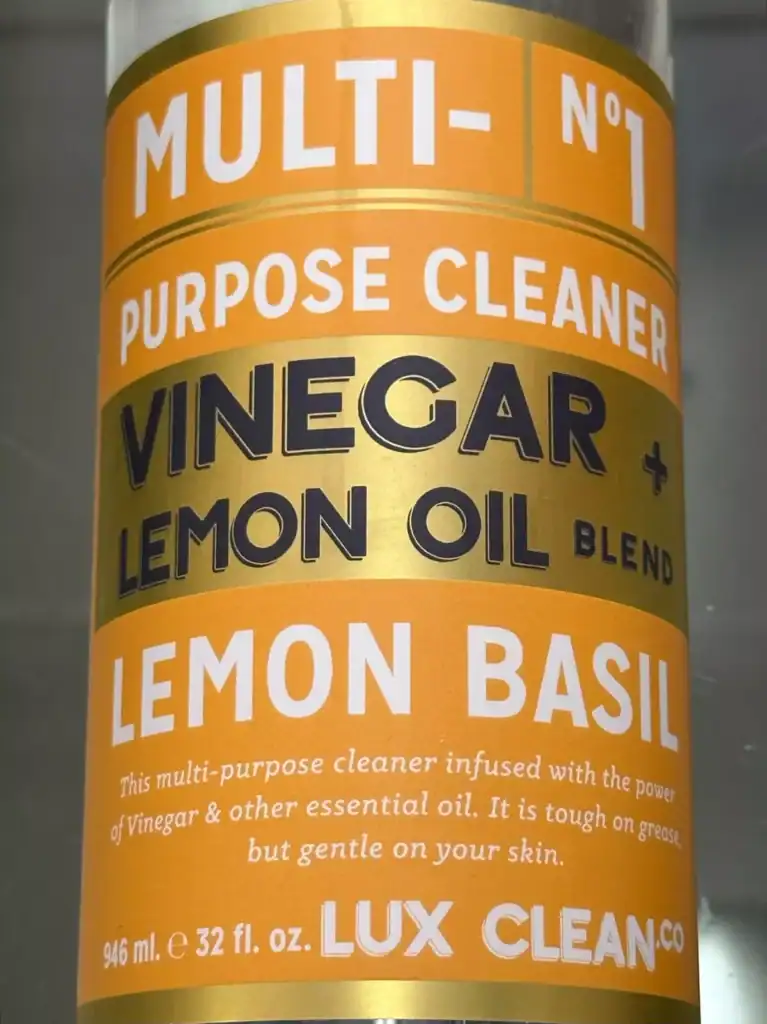 MULTI- Nº1
PURPOSE CLEANER
VINEGAR +
LEMON OIL BLEND
LEMON BASIL
This multi-purpose cleaner infused with the power
of Vinegar & other essential oil. It is tough on grease,
but gentle on your skin.
946 ml. ℮ 32 fl. oz. LUX CLEAN.CO